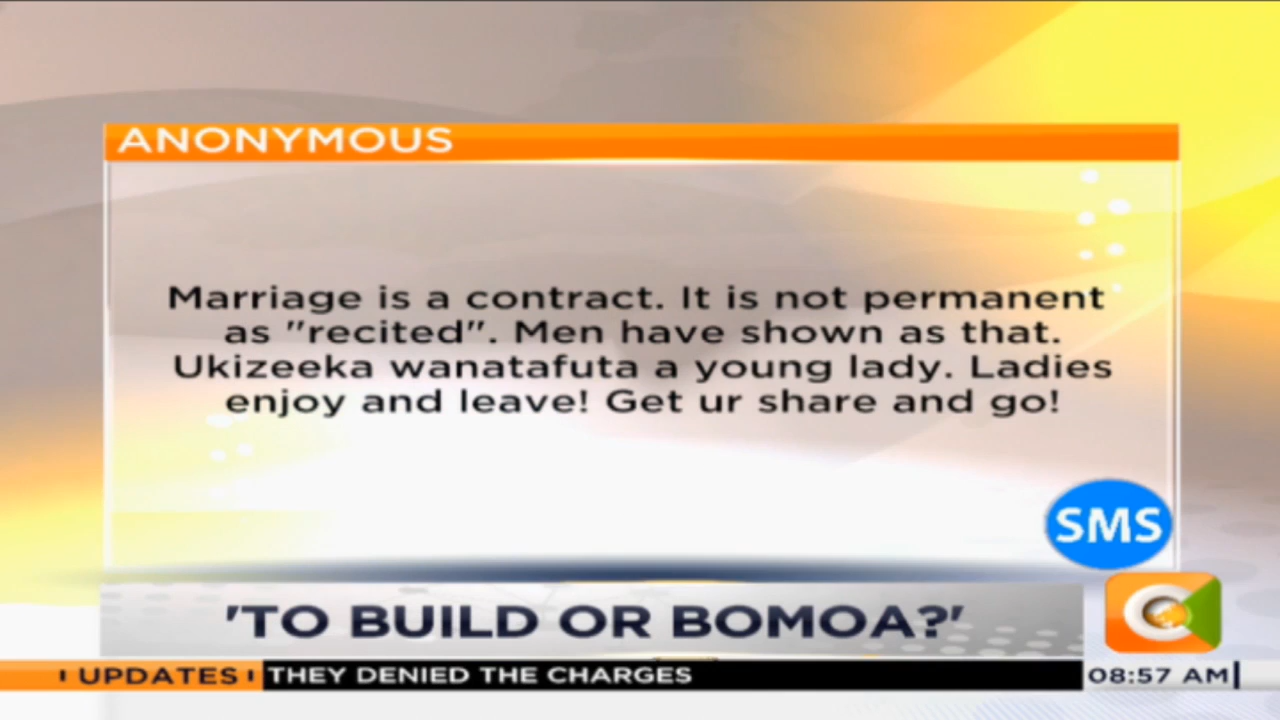 ANONYMOUS
Marriage is a contract. It is not permanent
as "recited". Men have shown as that.
Ukizeeka wanatafuta a young lady. Ladies
enjoy and leave! Get ur share and go!
SMS
'TO BUILD OR BOMOA?'
UPDATES
THEY DENIED THE CHARGES
08:57 AM